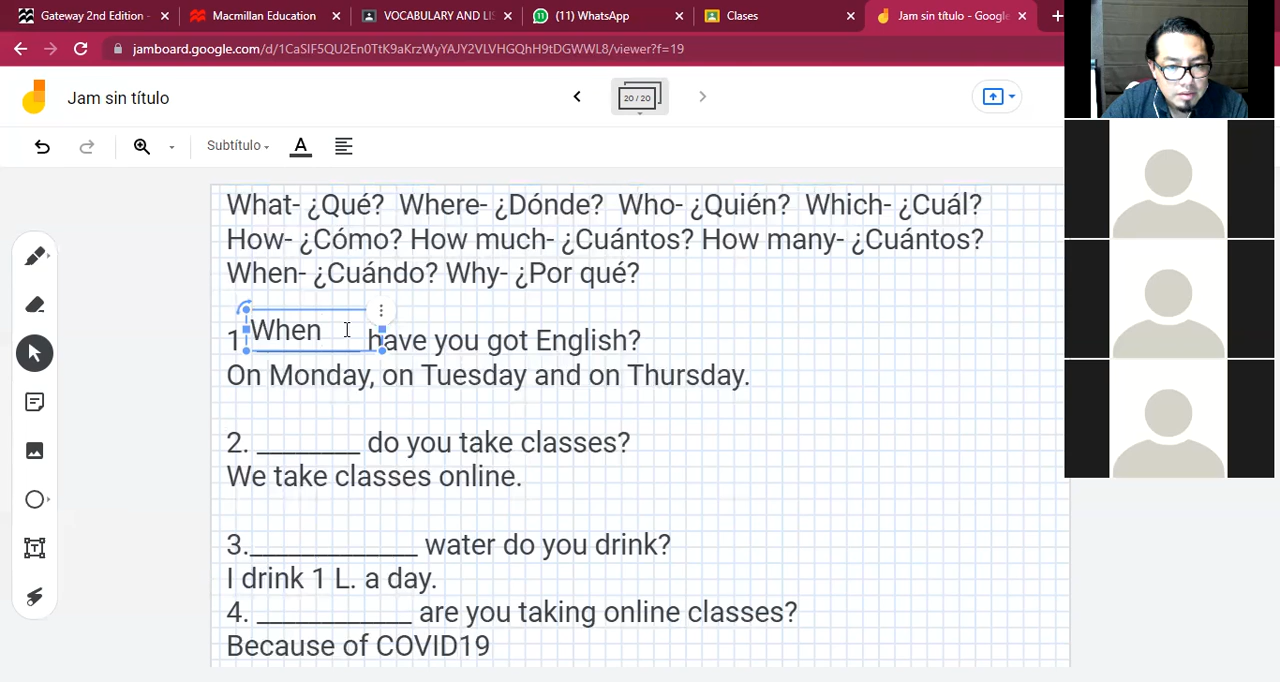 Gateway 2nd Edition -
Macmillan Education
VOCABULARY AND LIS
(11) WhatsApp
Clases
Jam sin título - Google
jamboard.google.com/d/1CaSIF5QU2En0TtK9aKrzWyYAJY2VLVHGQhH9tDGWWL8/viewer?f=19
Jam sin título
20 / 20
Subtítulo
A
What- ¿Qué? Where- ¿Dónde? Who- ¿Quién? Which- ¿Cuál?
How- ¿Cómo? How much- ¿Cuántos? How many- ¿Cuántos?
When- ¿Cuándo? Why- ¿Por qué?
1 When have you got English?
On Monday, on Tuesday and on Thursday.
2. ________ do you take classes?
We take classes online.
3._____________ water do you drink?
I drink 1 L. a day.
4. ____________ are you taking online classes?
Because of COVID19